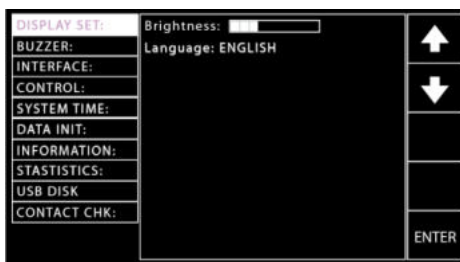 DISPLAY SET:
BUZZER:
INTERFACE:
CONTROL:
SYSTEM TIME:
DATA INIT:
INFORMATION:
STASTISTICS:
USB DISK
CONTACT CHK:
Brightness:
Language: ENGLISH
ENTER